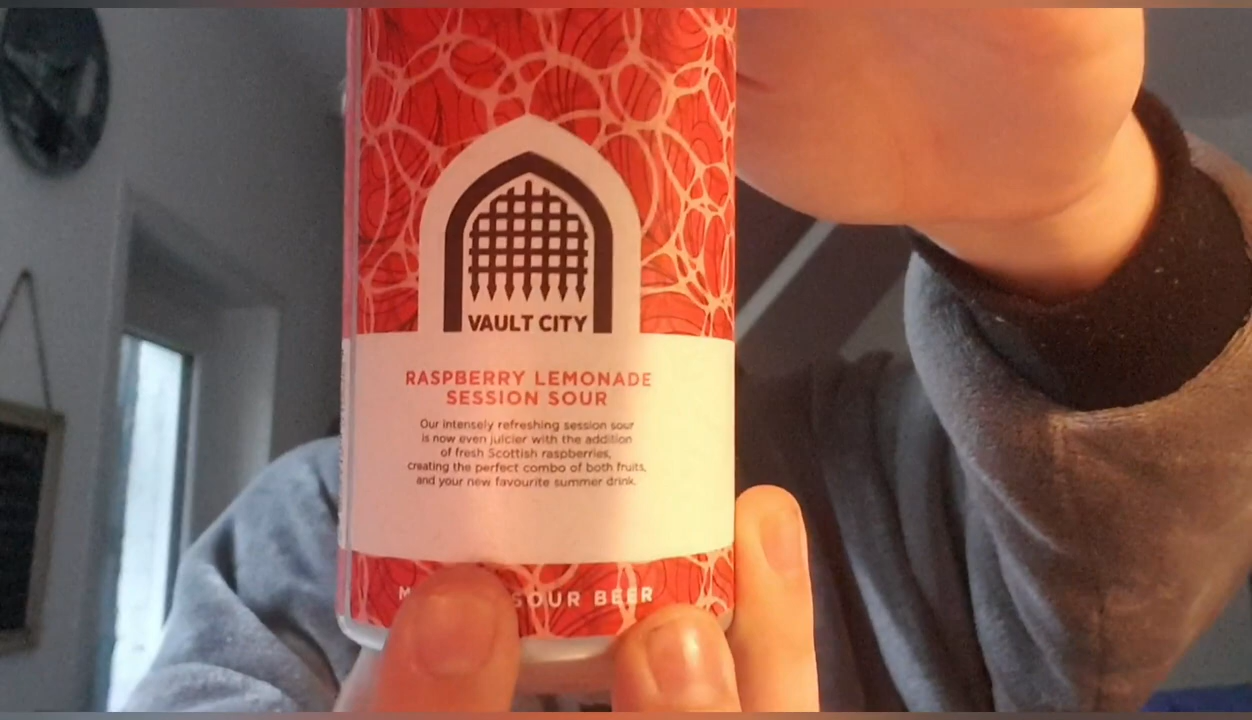 VAULT CITY
RASPBERRY LEMONADE
SESSION SOUR
Our intensely refreshing session sour
is now even juicier with the addition
of fresh Scottish raspberries,
creating the perfect combo of both fruits,
and your new favourite summer drink.
SOUR BEER